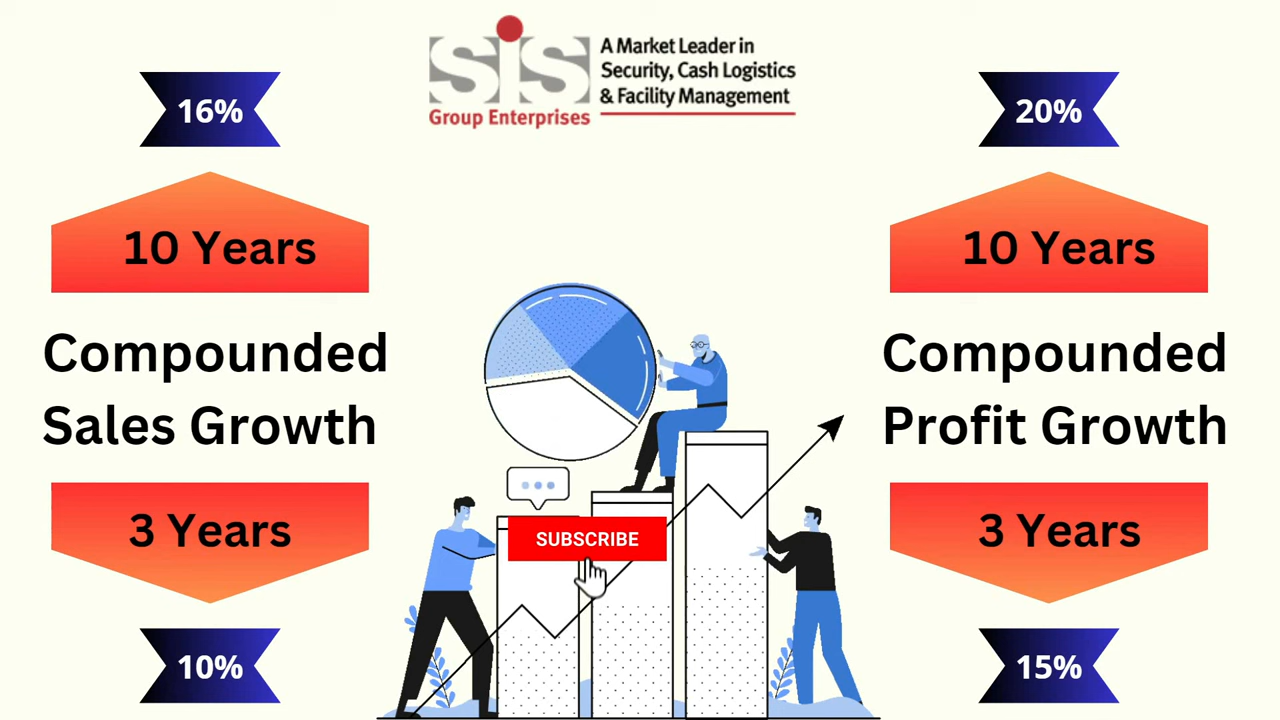 sis
Group Enterprises
A Market Leader in
Security, Cash Logistics
& Facility Management
16%
10 Years
Compounded
Sales Growth
3 Years
10%
20%
10 Years
Compounded
Profit Growth
3 Years
15%
SUBSCRIBE